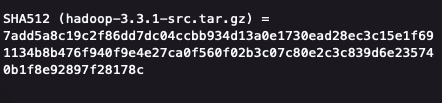 SHA512 (hadoop-3.3.1-src.tar.gz) =
7add5a8c19c2f86dd7dc04ccbb934d13a0e1730ead28ec3c15e1f69
1134b8b476f940f9e4e27ca0f560f02b3c07c80e2c3c839d6e23574
0b1f8e92897f28178c